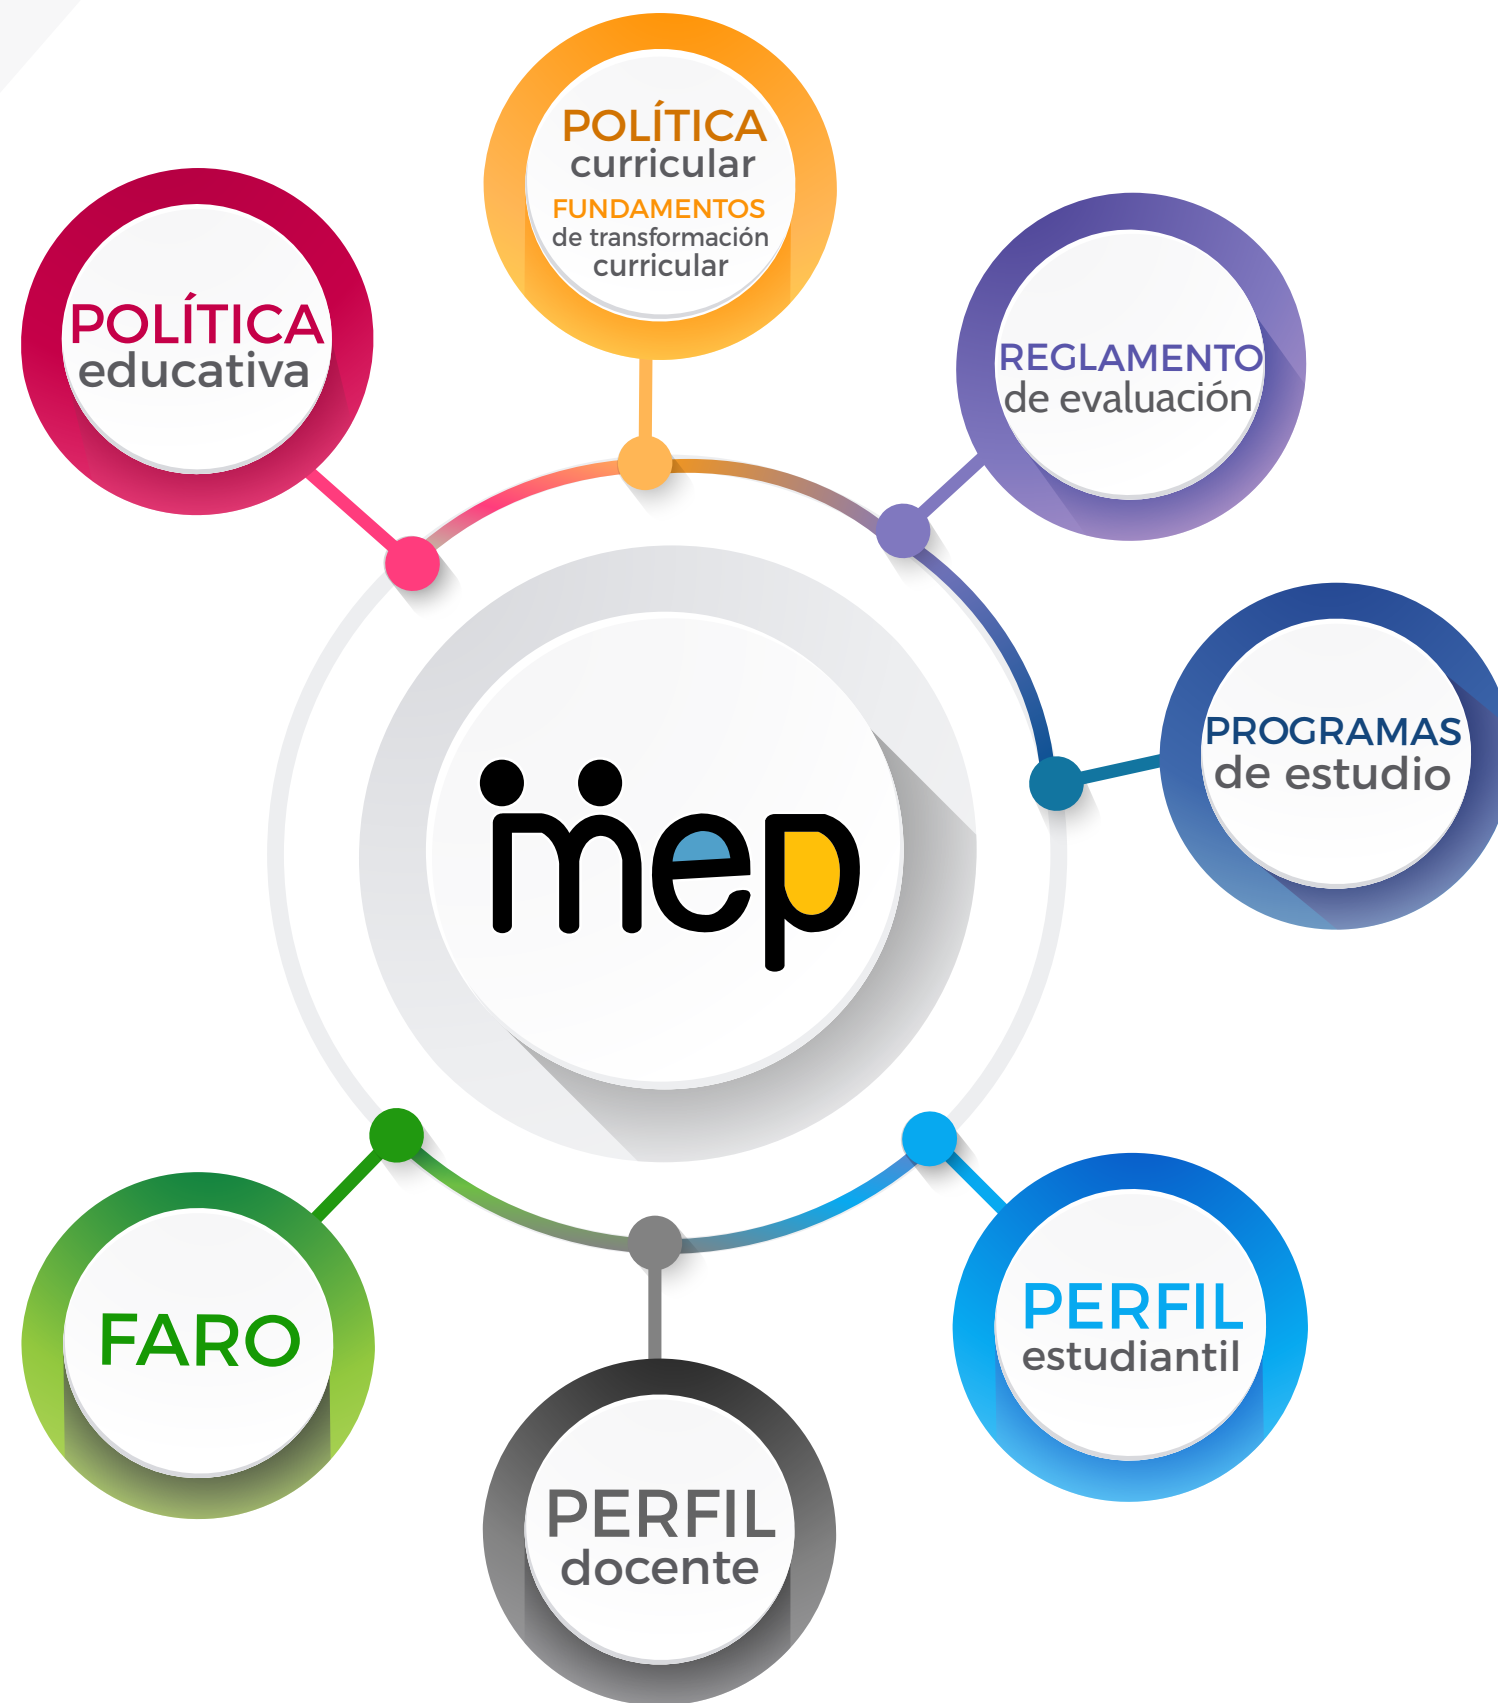 POLÍTICA
curricular
FUNDAMENTOS
de transformación
curricular
POLÍTICA
educativa
REGLAMENTO
de evaluación
PROGRAMAS
de estudio
mep
PERFIL
estudiantil
FARO
PERFIL
docente